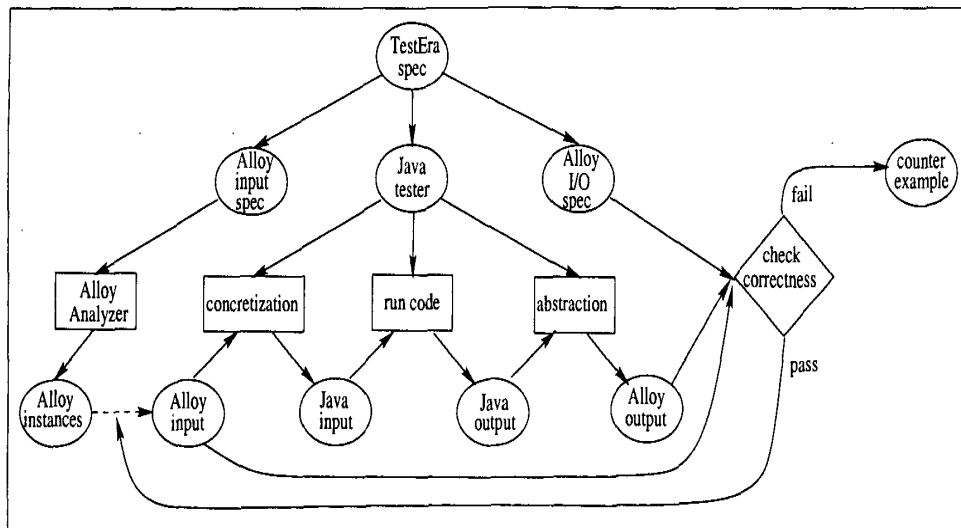 TestEra
spec
Alloy
input
spec
Java
tester
Alloy
I/O
spec
counter
example
fail
check
correctness
Alloy
Analyzer
concretization
run code
abstraction
pass
Alloy
instances
Alloy
input
Java
input
Java
output
Alloy
output